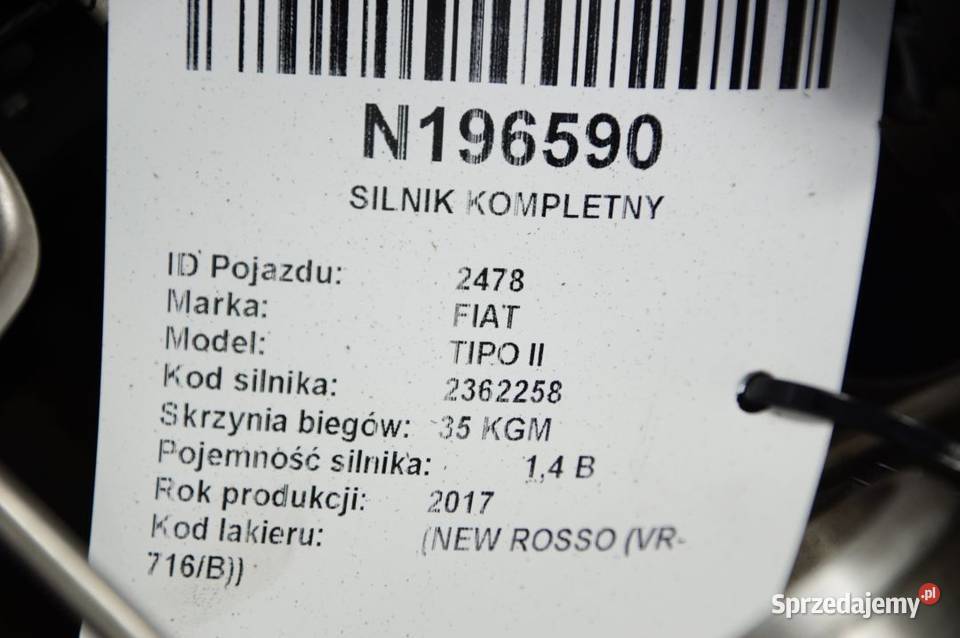 N196590
SILNIK KOMPLETNY
ID Pojazdu: 2478
Marka: FIAT
Model: TIPO II
Kod silnika: 2362258
Skrzynia biegów: 35 KGM
Pojemność silnika: 1,4 B
Rok produkcji: 2017
Kod lakieru: (NEW ROSSO (VR-
716/B))
Sprzedajemy.pl